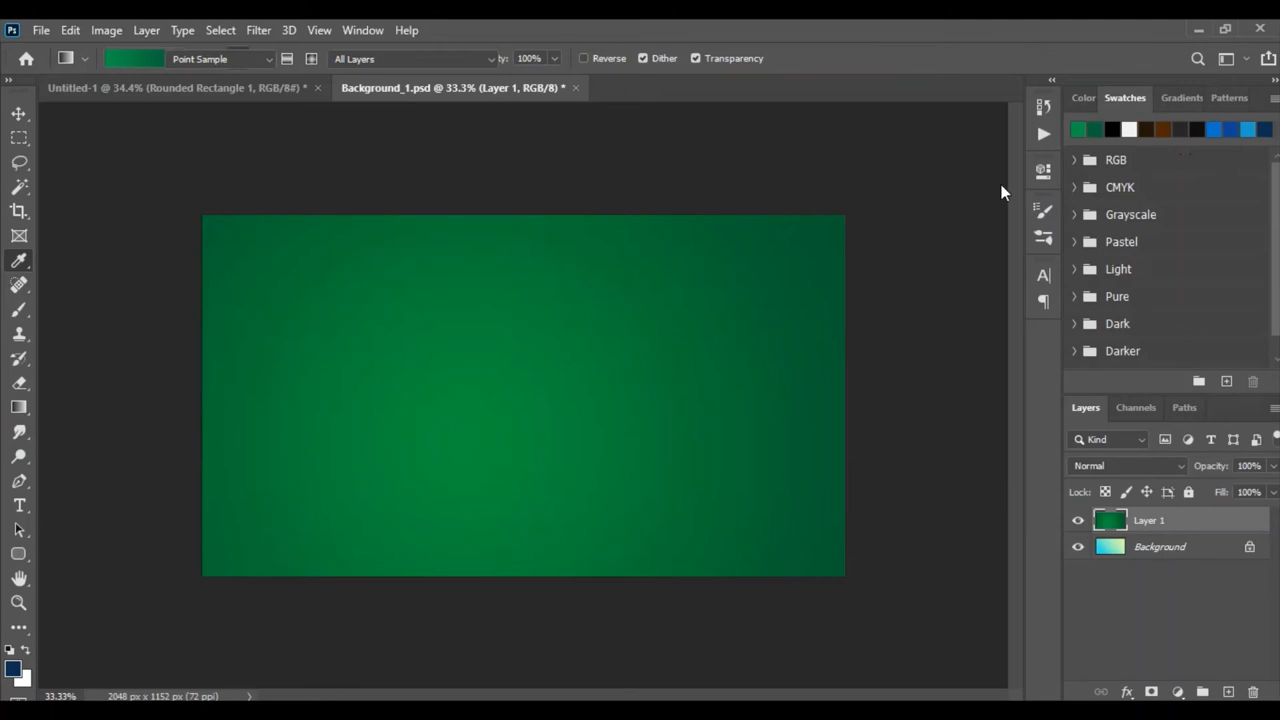 Ps File Edit Image Layer Type Select Filter 3D View Window Help
Point Sample All Layers ty: 100% Reverse Dither Transparency
Untitled-1 @ 34.4% (Rounded Rectangle 1, RGB/8#) * × Background_1.psd @ 33.3% (Layer 1, RGB/8) * ×
Color Swatches Gradients Patterns
RGB
CMYK
Grayscale
Pastel
Light
Pure
Dark
Darker
Layers Channels Paths
Kind
Normal Opacity: 100%
Lock: Fill: 100%
Layer 1
Background
33.33% 2048 px x 1152 px (72 ppi)